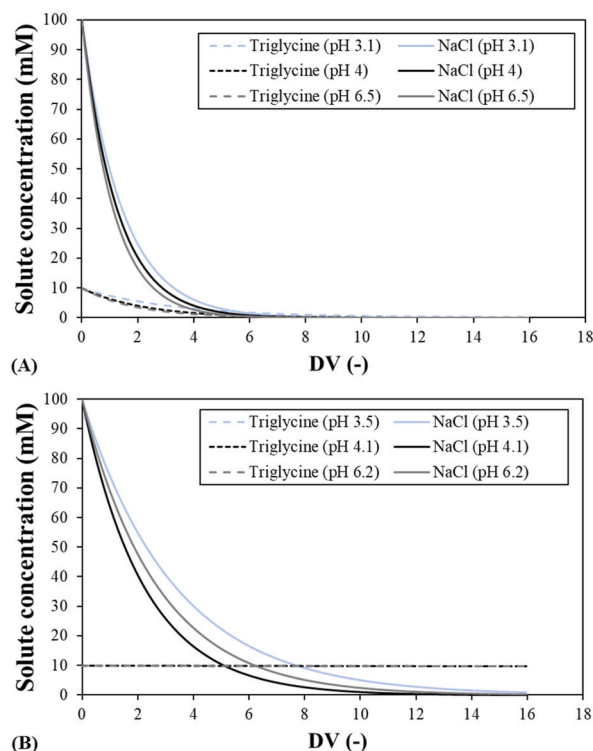 Triglycine (pH 3.1) NaCl (pH 3.1)
Triglycine (pH 4) NaCl (pH 4)
Triglycine (pH 6.5) NaCl (pH 6.5)
Solute concentration (mM)
100
90
80
70
60
50
40
30
20
10
0
0 2 4 6 8 10 12 14 16 18
(A) DV (-)
Triglycine (pH 3.5) NaCl (pH 3.5)
Triglycine (pH 4.1) NaCl (pH 4.1)
Triglycine (pH 6.2) NaCl (pH 6.2)
Solute concentration (mM)
100
90
80
70
60
50
40
30
20
10
0
0 2 4 6 8 10 12 14 16 18
(B) DV (-)